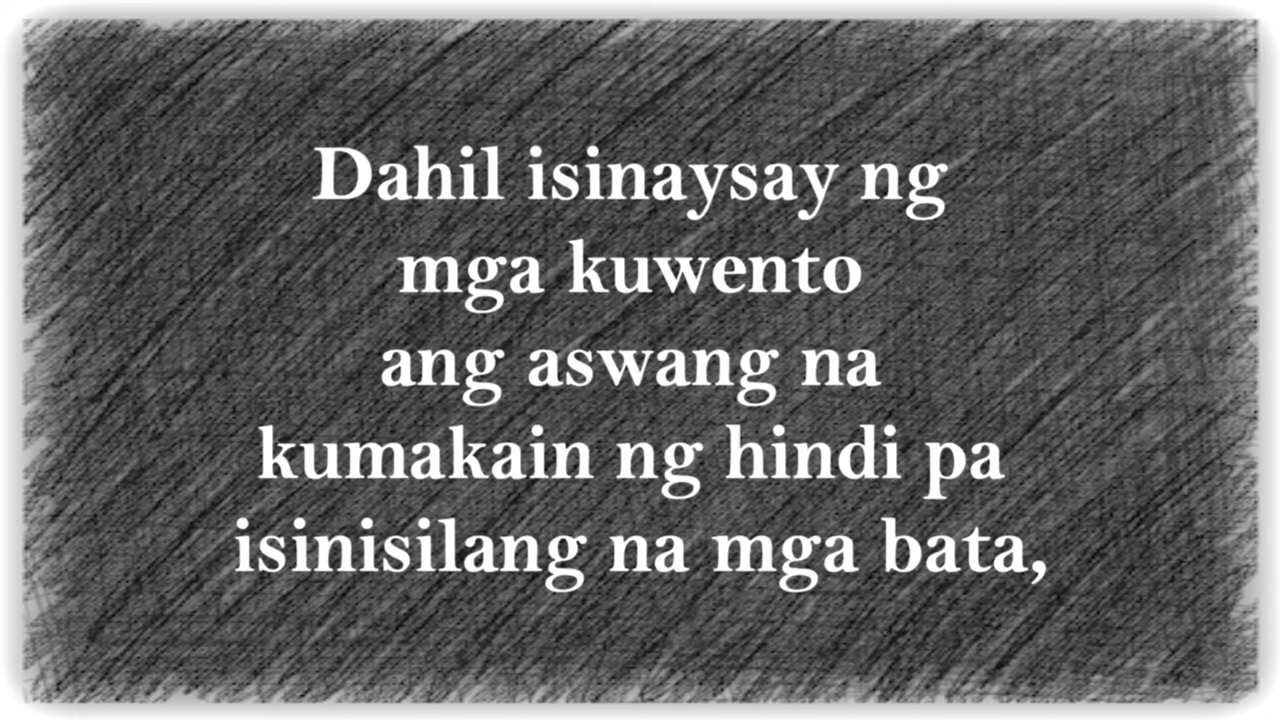 Dahil isinaysay ng
mga kuwento
ang aswang na
kumakain ng hindi pa
isinisilang na mga bata,